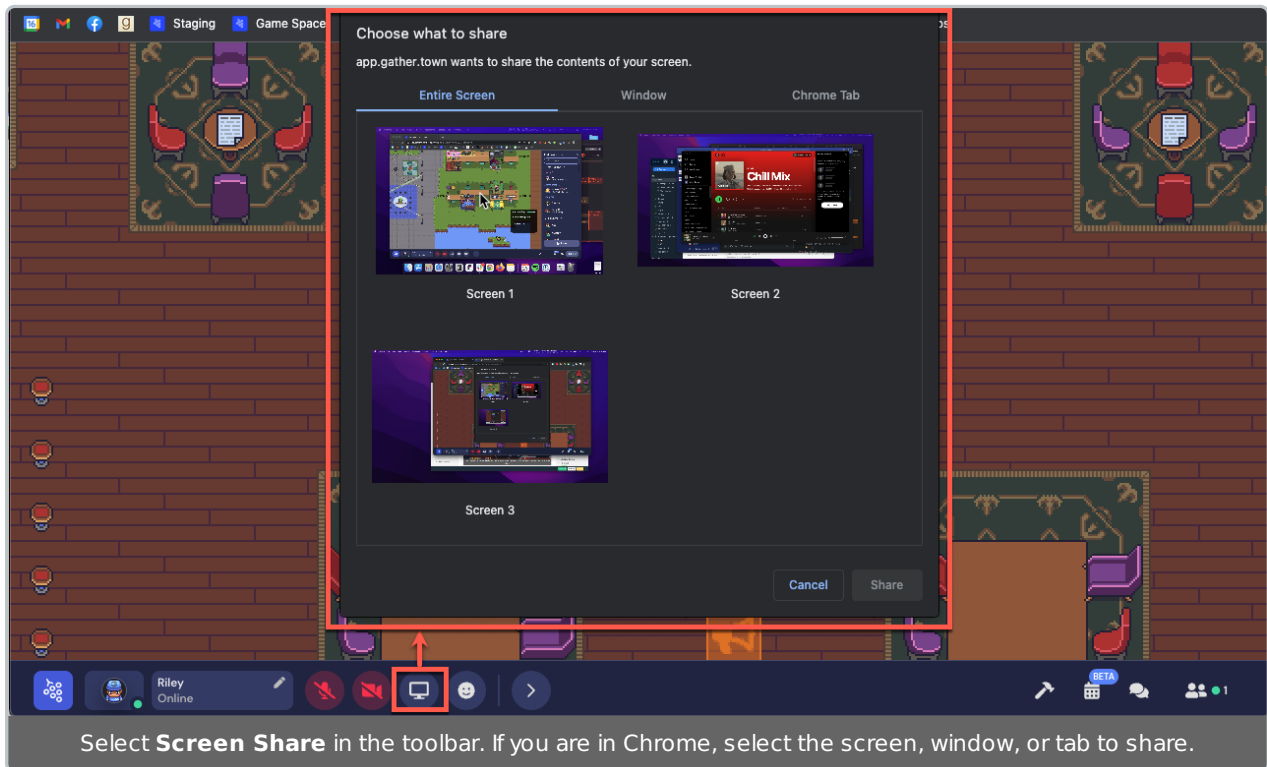 16
g
Staging
Game Space
Choose what to share
app.gather.town wants to share the contents of your screen.
Entire Screen
Window
Chrome Tab
Chill Mix
Screen 1
Screen 2
Screen 3
Cancel
Share
Riley
Online
BETA
1
Select Screen Share in the toolbar. If you are in Chrome, select the screen, window, or tab to share.